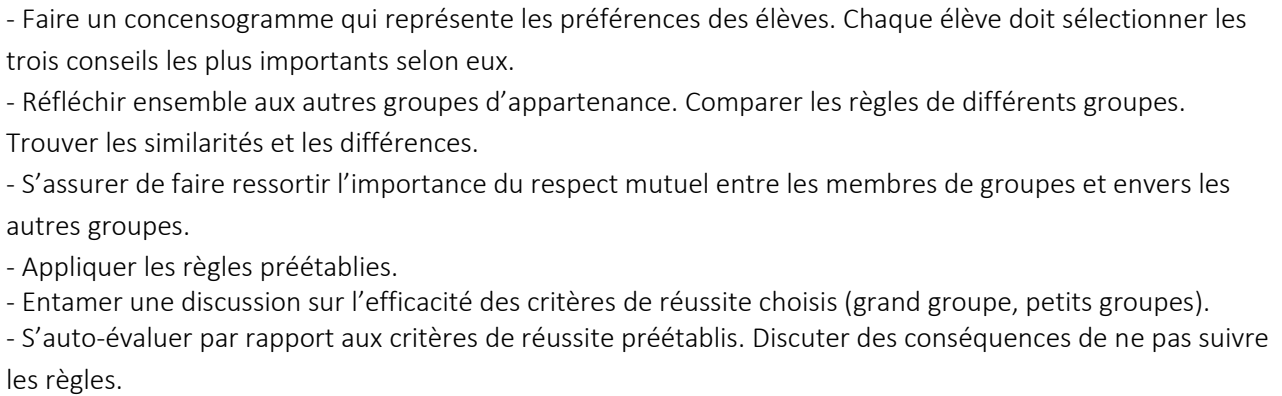 - Faire un concensogramme qui représente les préférences des élèves. Chaque élève doit sélectionner les
trois conseils les plus importants selon eux.
- Réfléchir ensemble aux autres groupes d’appartenance. Comparer les règles de différents groupes.
Trouver les similarités et les différences.
- S’assurer de faire ressortir l’importance du respect mutuel entre les membres de groupes et envers les
autres groupes.
- Appliquer les règles préétablies.
- Entamer une discussion sur l’efficacité des critères de réussite choisis (grand groupe, petits groupes).
- S’auto-évaluer par rapport aux critères de réussite préétablis. Discuter des conséquences de ne pas suivre
les règles.